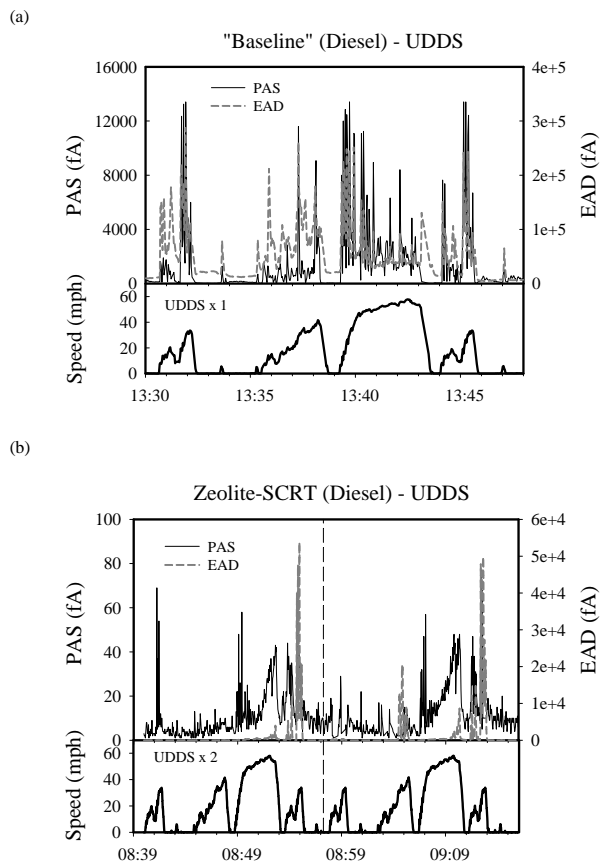 (a)
"Baseline" (Diesel) - UDDS
PAS (fA)
16000
12000
8000
4000
0
PAS
EAD
EAD (fA)
4e+5
3e+5
2e+5
1e+5
0
Speed (mph)
60
40
20
0
UDDS x 1
13:30
13:35
13:40
13:45
(b)
Zeolite-SCRT (Diesel) - UDDS
PAS (fA)
100
80
60
40
20
0
PAS
EAD
EAD (fA)
6e+4
5e+4
4e+4
3e+4
2e+4
1e+4
0
Speed (mph)
60
40
20
0
UDDS x 2
08:39
08:49
08:59
09:09